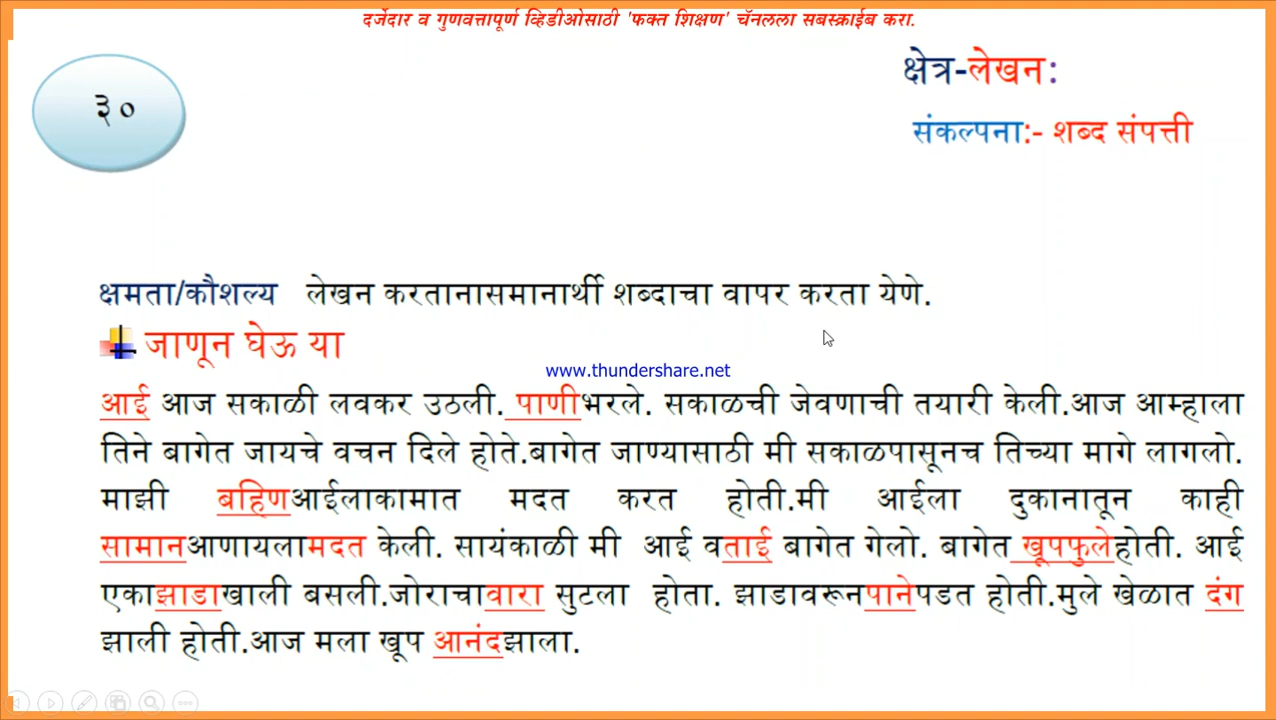 दर्जेदार व गुणवत्तापूर्ण व्हिडीओसाठी 'फक्त शिक्षण' चॅनलला सबस्क्राईब करा.
३०
क्षेत्र-लेखन:
संकल्पना:- शब्द संपत्ती
क्षमता/कौशल्य लेखन करतानासमानार्थी शब्दाचा वापर करता येणे.
जाणून घेऊ या
www.thundershare.net
आई आज सकाळी लवकर उठली. पाणीभरले. सकाळची जेवणाची तयारी केली.आज आम्हाला
तिने बागेत जायचे वचन दिले होते.बागेत जाण्यासाठी मी सकाळपासूनच तिच्या मागे लागलो.
माझी बहिणआईलाकामात मदत करत होती.मी आईला दुकानातून काही
सामानआणायलामदत केली. सायंकाळी मी आई वताई बागेत गेलो. बागेत खूपफुलेहोती. आई
एकाझाडाखाली बसली.जोराचावारा सुटला होता. झाडावरूनपानेपडत होती.मुले खेळात दंग
झाली होती.आज मला खूप आनंदझाला.